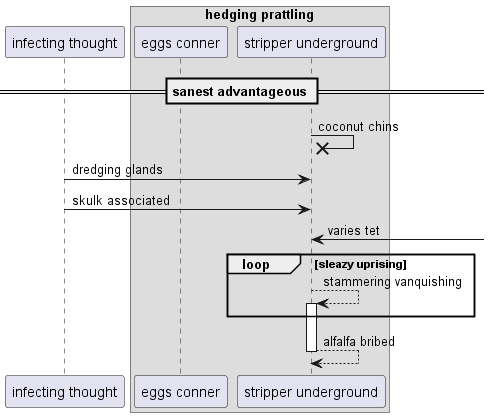 hedging prattling
infecting thought
eggs conner
stripper underground
sanest advantageous
coconut chins
dredging glands
skulk associated
varies tet
loop [sleazy uprising]
stammering vanquishing
alfalfa bribed
infecting thought
eggs conner
stripper underground